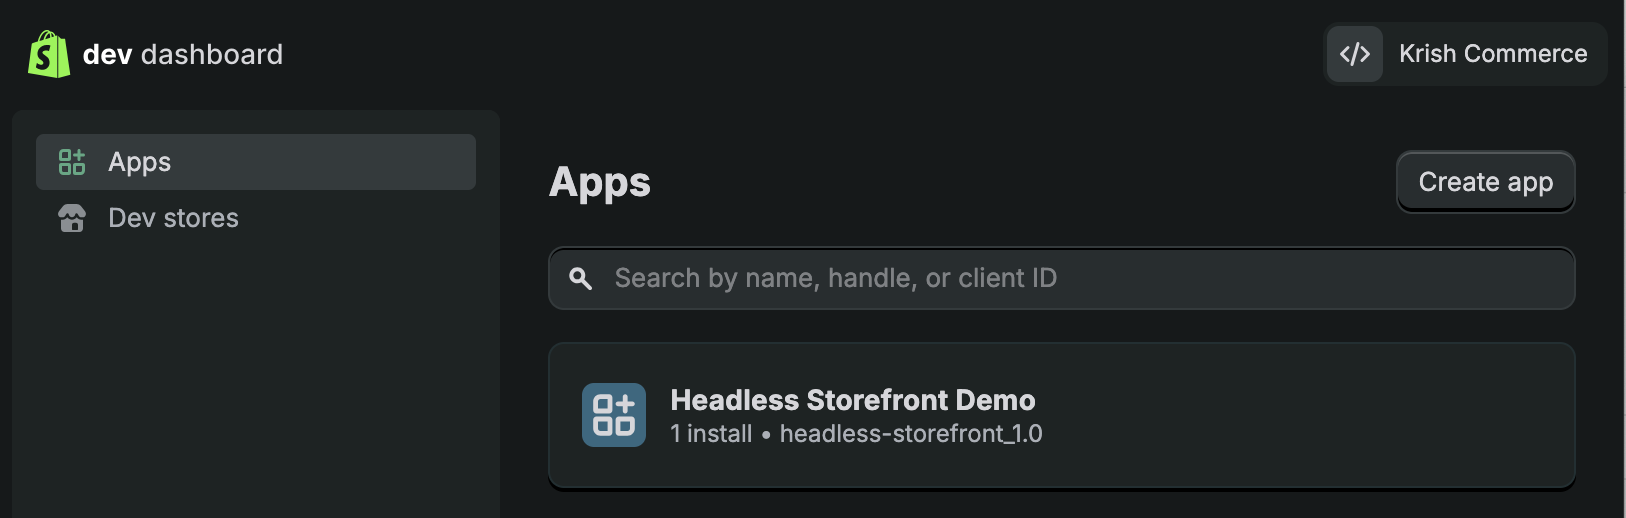 dev dashboard
Krish Commerce
Apps
Dev stores
Apps
Create app
Search by name, handle, or client ID
Headless Storefront Demo
1 install • headless-storefront_1.0